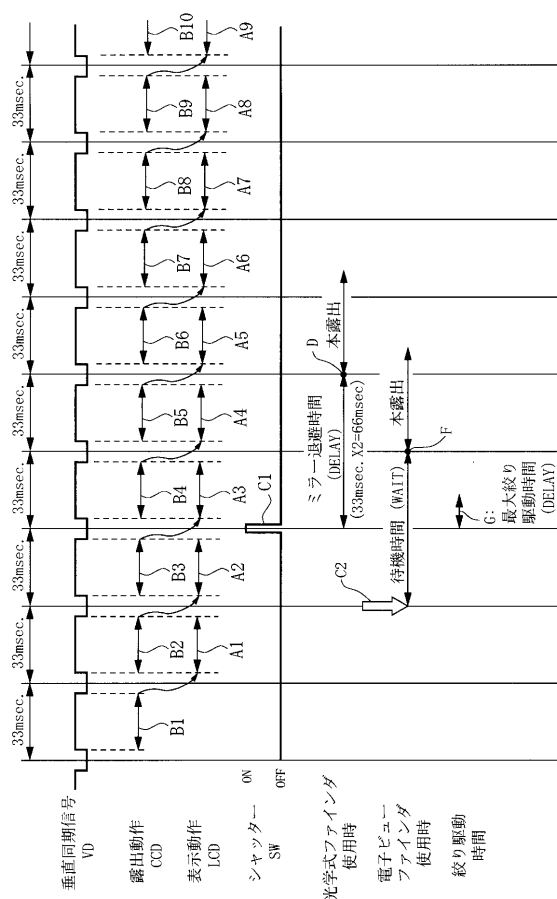 垂直同期信号
VD
33msec.
33msec.
33msec.
33msec.
33msec.
33msec.
33msec.
33msec.
33msec.
露出動作
CCD
B1
B2
B3
B4
B5
B6
B7
B8
B9
B10
表示動作
LCD
A1
A2
A3
A4
A5
A6
A7
A8
A9
シャッター
SW
ON
OFF
C1
光学式ファインダ
使用時
ミラー退避時間
(DELAY)
(33msec.X2=66msec)
D
本露出
電子ビュー
ファインダ
使用時
C2
待機時間 (WAIT)
F
本露出
絞り駆動
時間
G:
最大絞り
駆動時間
(DELAY)